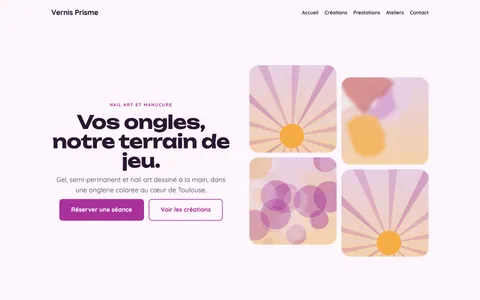 Vernis Prisme
Accueil Créations Prestations Ateliers Contact
NAIL ART ET MANUCURE
Vos ongles,
notre terrain de
jeu.
Gel, semi-permanent et nail art dessiné à la main, dans
une onglerie colorée au cœur de Toulouse.
Réserver une séance Voir les créations